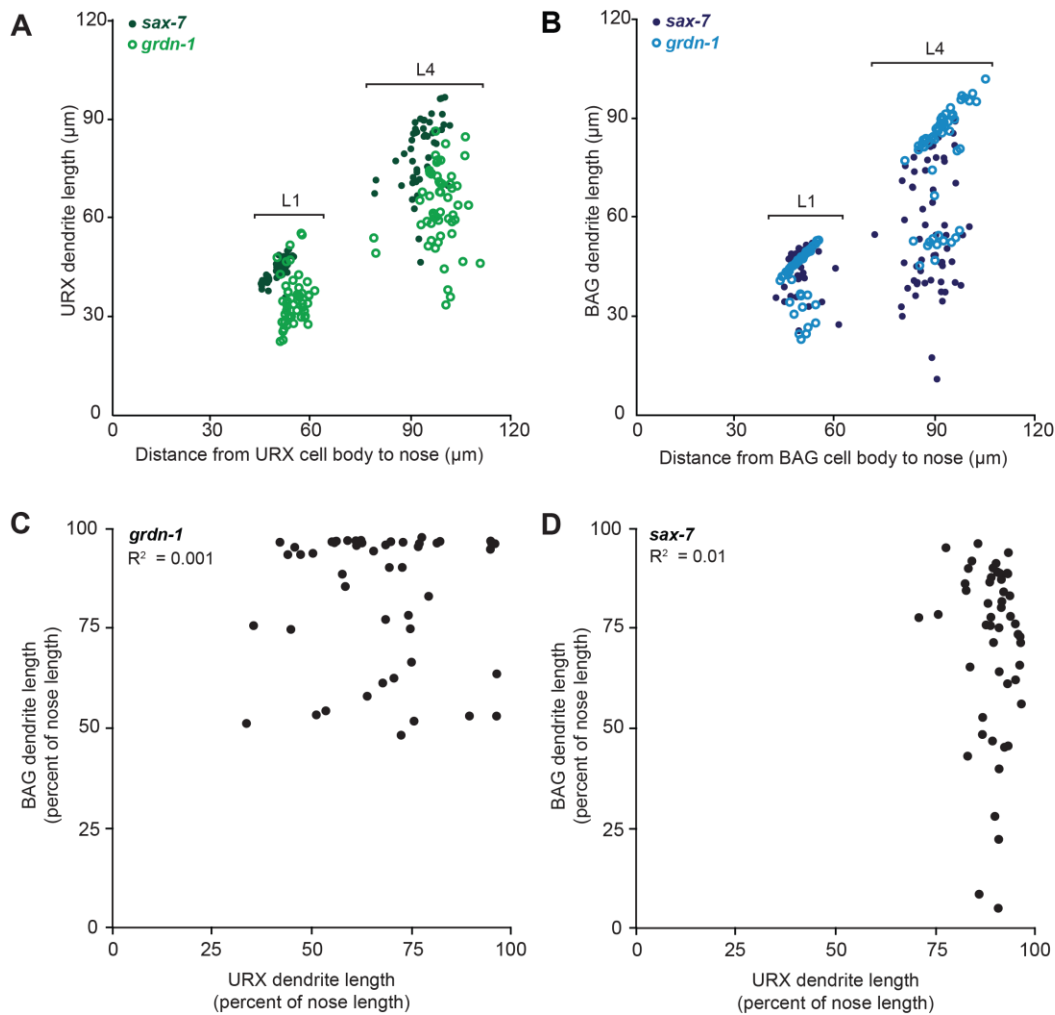 A
sax-7
grdn-1
L1
L4
120
90
60
30
0
0 30 60 90 120
URX dendrite length (µm)
Distance from URX cell body to nose (µm)
B
sax-7
grdn-1
L1
L4
120
90
60
30
0
0 30 60 90 120
BAG dendrite length (µm)
Distance from BAG cell body to nose (µm)
C
grdn-1
R² = 0.001
100
75
50
25
0
0 25 50 75 100
BAG dendrite length
(percent of nose length)
URX dendrite length
(percent of nose length)
D
sax-7
R² = 0.01
100
75
50
25
0
0 25 50 75 100
BAG dendrite length
(percent of nose length)
URX dendrite length
(percent of nose length)